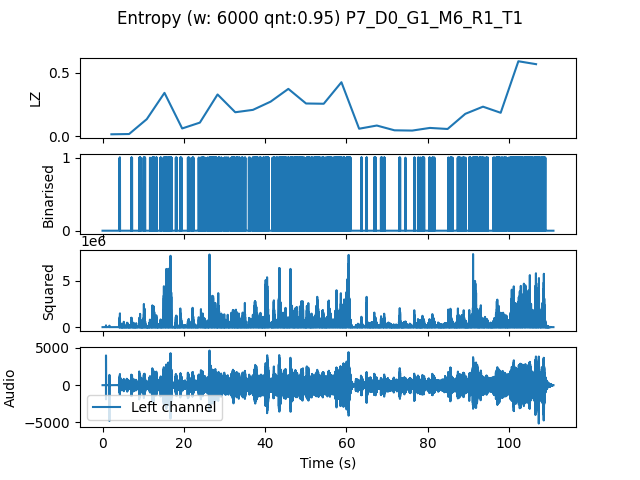 Entropy (w: 6000 qnt:0.95) P7_D0_G1_M6_R1_T1
0.5
0.0
LZ
1
0
Binarised
1e6
5
0
Squared
5000
0
−5000
Audio
Left channel
0 20 40 60 80 100
Time (s)